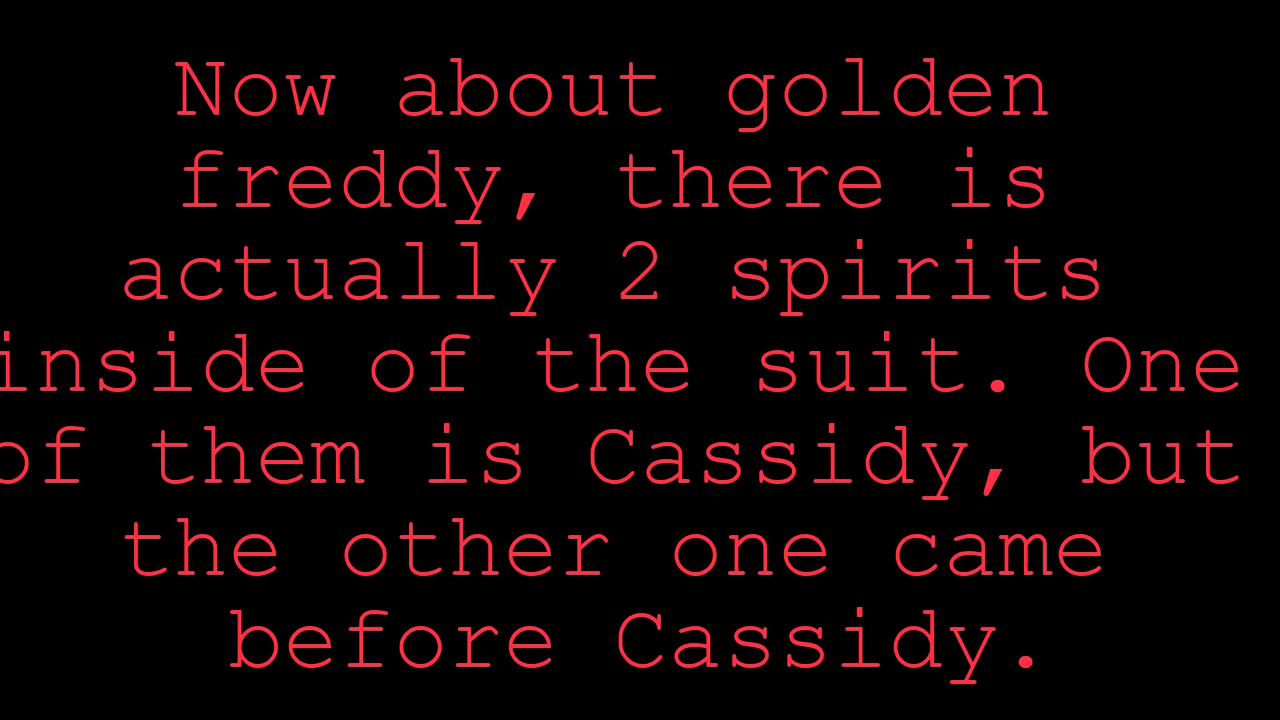 Now about golden
freddy, there is
actually 2 spirits
inside of the suit. One
of them is Cassidy, but
the other one came
before Cassidy.